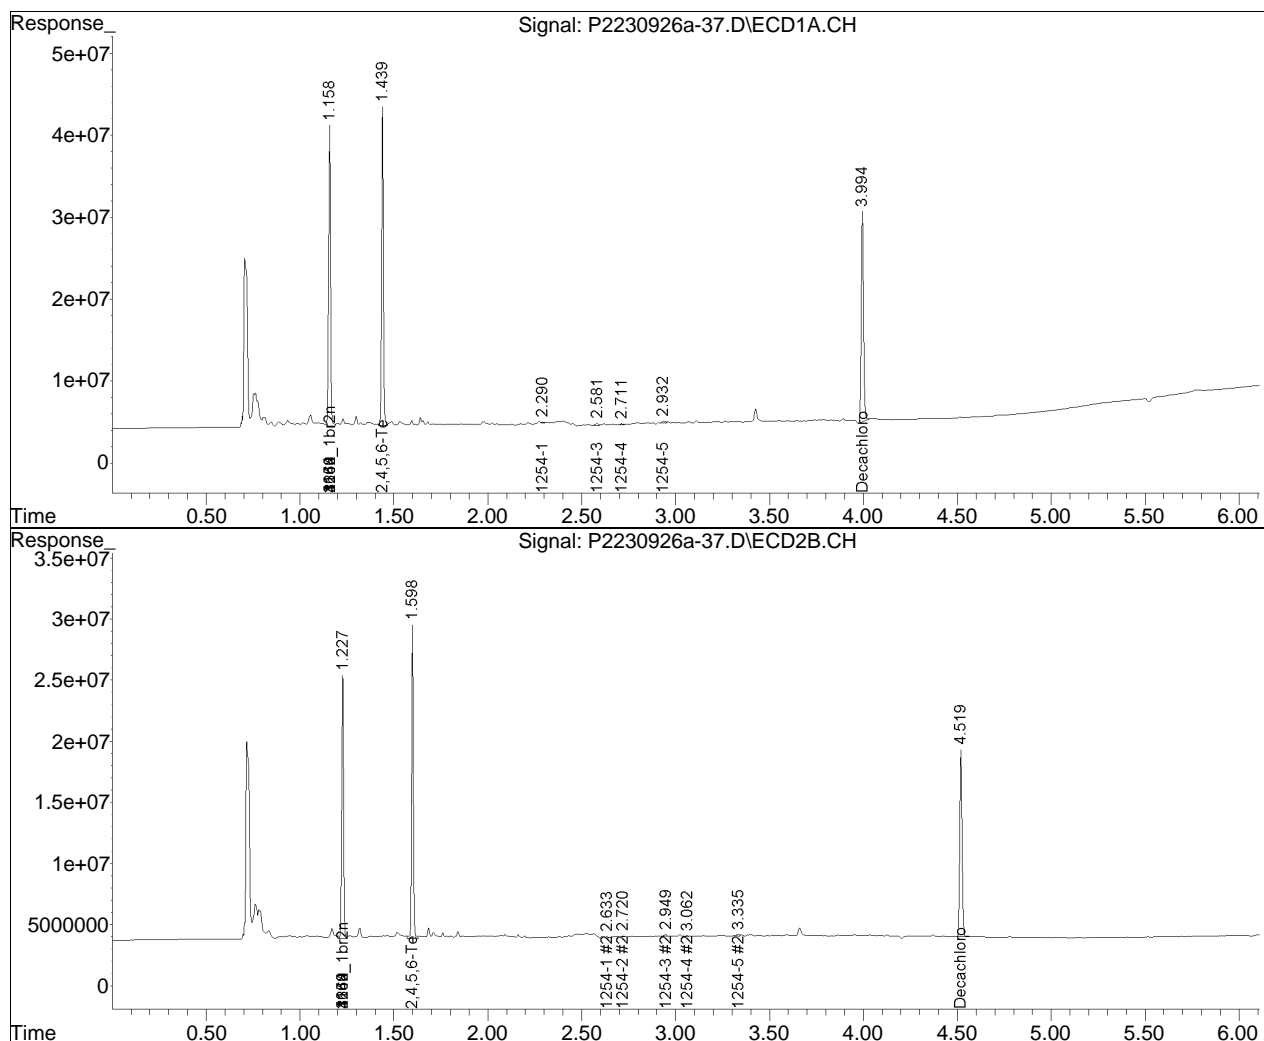 Response_
Signal: P2230926a-37.D\ECD1A.CH
5e+07
4e+07
3e+07
2e+07
1e+07
0
1.158
1.439
2.290
2.581
2.711
2.932
3.994
_1br2n
2,4,5,6-Te
1254-1
1254-3
1254-4
1254-5
Decachloro
Time
0.50 1.00 1.50 2.00 2.50 3.00 3.50 4.00 4.50 5.00 5.50 6.00
Response_
Signal: P2230926a-37.D\ECD2B.CH
3.5e+07
3e+07
2.5e+07
2e+07
1.5e+07
1e+07
5000000
0
1.227
1.598
4.519
_1br2n
2,4,5,6-Te
1254-1 #2 2.633
1254-2 #2 2.720
1254-3 #2 2.949
1254-4 #2 3.062
1254-5 #2 3.335
Decachloro
Time
0.50 1.00 1.50 2.00 2.50 3.00 3.50 4.00 4.50 5.00 5.50 6.00